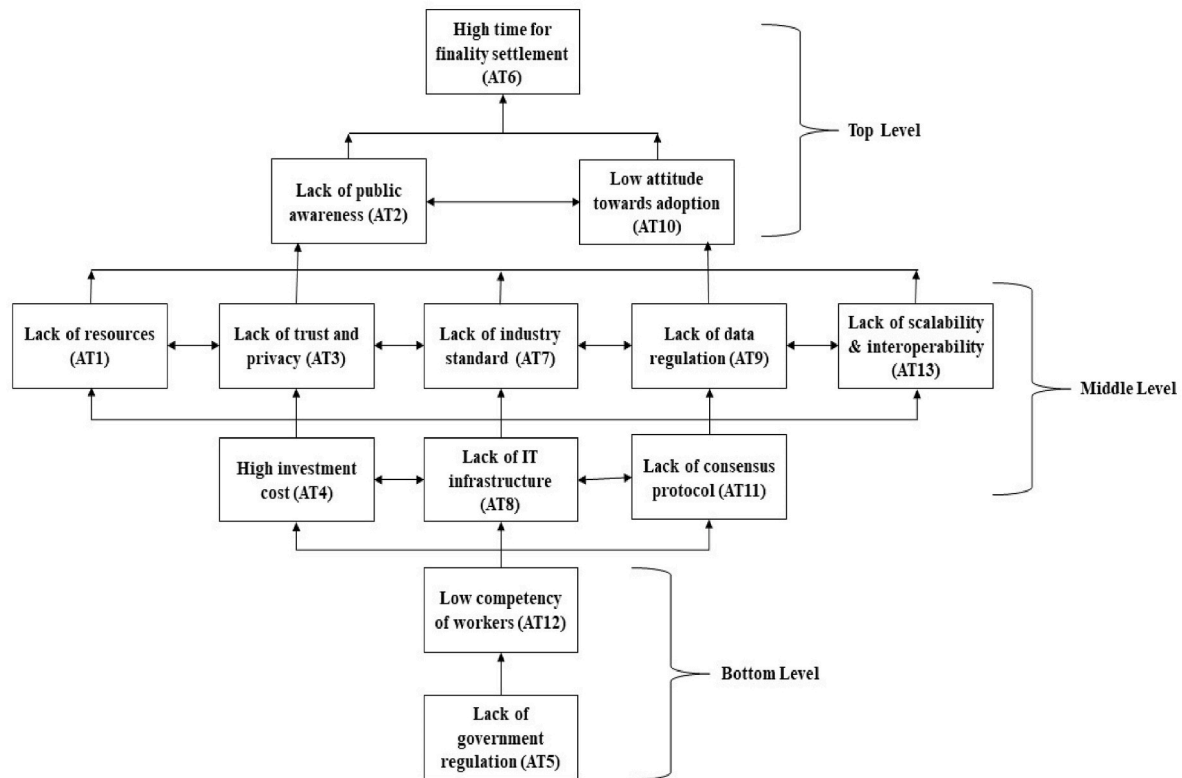 High time for
finality settlement
(AT6)
Top Level
Lack of public
awareness (AT2)
Low attitude
towards adoption
(AT10)
Lack of resources
(AT1)
Lack of trust and
privacy (AT3)
Lack of industry
standard (AT7)
Lack of data
regulation (AT9)
Lack of scalability
& interoperability
(AT13)
Middle Level
High investment
cost (AT4)
Lack of IT
infrastructure
(AT8)
Lack of consensus
protocol (AT11)
Low competency
of workers (AT12)
Bottom Level
Lack of
government
regulation (AT5)